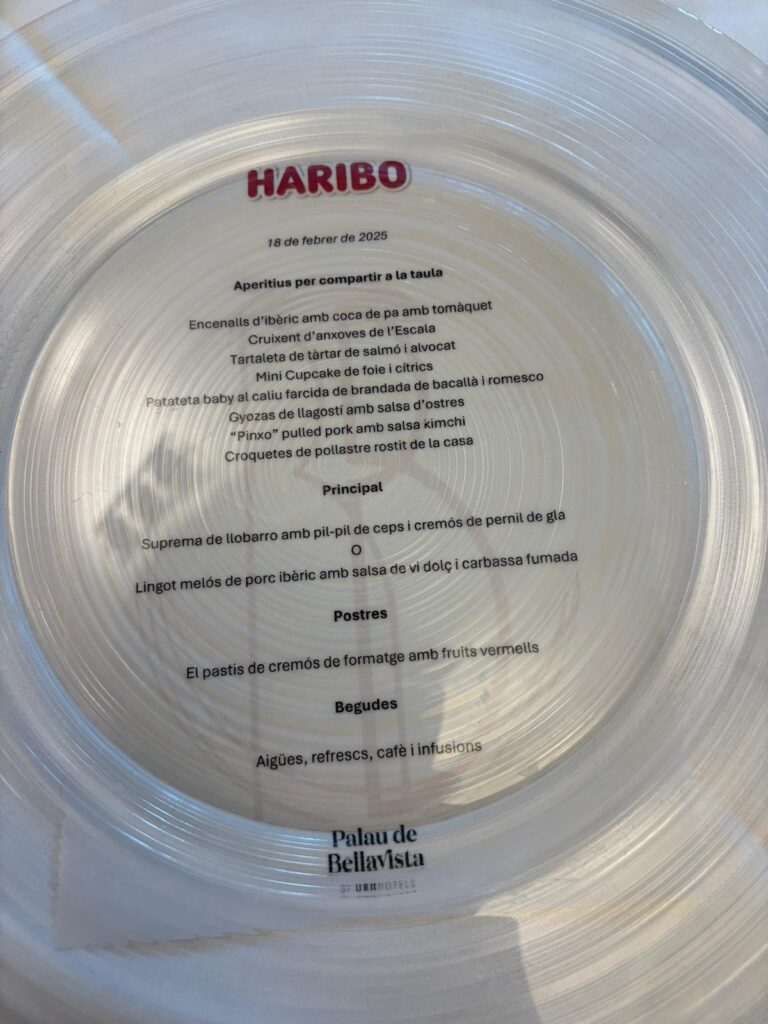 HARIBO
18 de febrer de 2025
Aperitius per compartir a la taula
Encenalls d'ibèric amb coca de pa amb tomàquet
Cruixent d'anxoves de l'Escala
Tartaleta de tàrtar de salmó i alvocat
Mini Cupcake de foie i cítrics
Patateta baby al caliu farcida de brandada de bacallà i romesco
Gyozas de llagostí amb salsa d'ostres
“Pinxo” pulled pork amb salsa kimchi
Croquetes de pollastre rostit de la casa
Principal
Suprema de llobarro amb pil-pil de ceps i cremós de pernil de gla
O
Lingot melós de porc ibèric amb salsa de vi dolç i carbassa fumada
Postres
El pastis de cremós de formatge amb fruits vermells
Begudes
Aigües, refrescs, cafè i infusions
Palau de
Bellavista
BY URHHOTELS